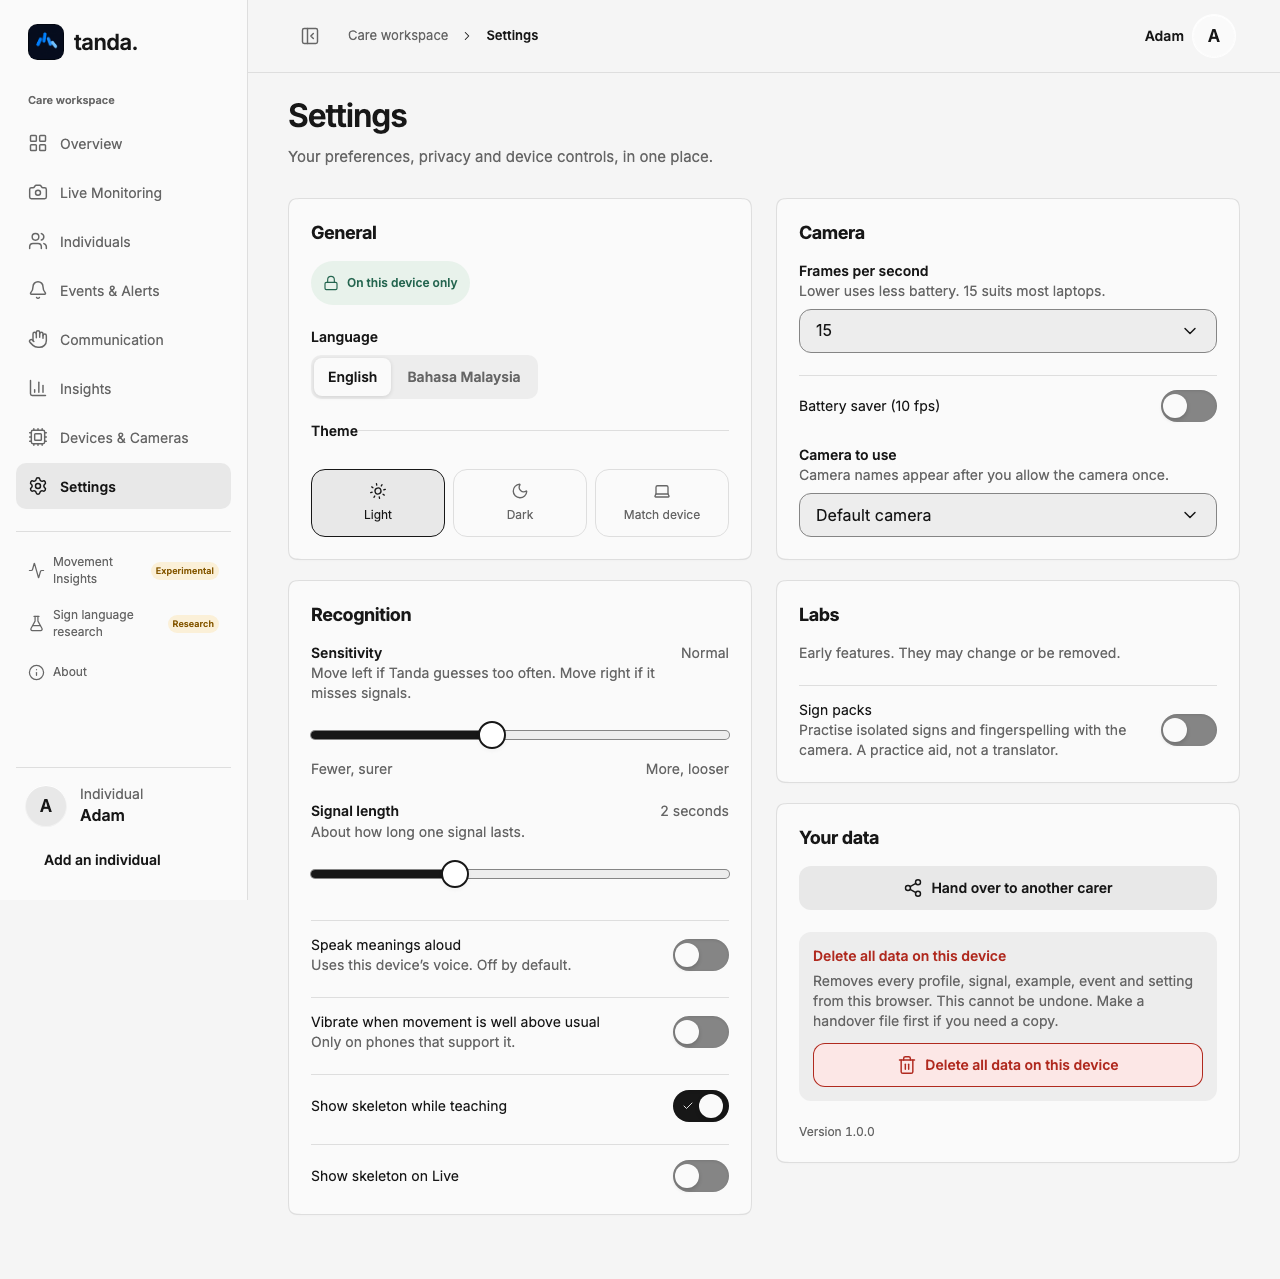 tanda.
Care workspace
Overview
Live Monitoring
Individuals
Events & Alerts
Communication
Insights
Devices & Cameras
Settings
Movement
Insights
Experimental
Sign language
research
Research
About
A
Individual
Adam
Add an individual
Care workspace
Settings
Adam
A
Settings
Your preferences, privacy and device controls, in one place.
General
On this device only
Language
English
Bahasa Malaysia
Theme
Light
Dark
Match device
Camera
Frames per second
Lower uses less battery. 15 suits most laptops.
15
Battery saver (10 fps)
Camera to use
Camera names appear after you allow the camera once.
Default camera
Recognition
Sensitivity
Normal
Move left if Tanda guesses too often. Move right if it
misses signals.
Fewer, surer
More, looser
Signal length
2 seconds
About how long one signal lasts.
Speak meanings aloud
Uses this device’s voice. Off by default.
Vibrate when movement is well above usual
Only on phones that support it.
Show skeleton while teaching
Show skeleton on Live
Labs
Early features. They may change or be removed.
Sign packs
Practise isolated signs and fingerspelling with the
camera. A practice aid, not a translator.
Your data
Hand over to another carer
Delete all data on this device
Removes every profile, signal, example, event and setting
from this browser. This cannot be undone. Make a
handover file first if you need a copy.
Delete all data on this device
Version 1.0.0